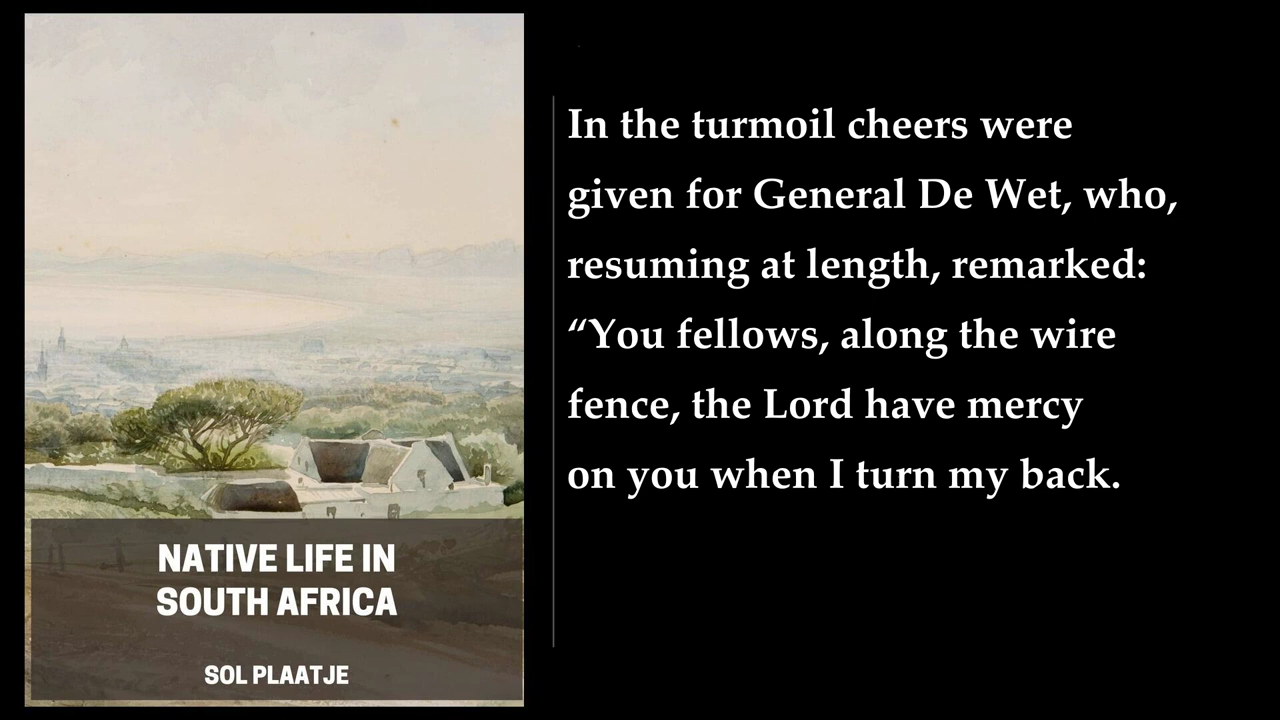 In the turmoil cheers were
given for General De Wet, who,
resuming at length, remarked:
“You fellows, along the wire
fence, the Lord have mercy
on you when I turn my back.
NATIVE LIFE IN
SOUTH AFRICA
SOL PLAATJE